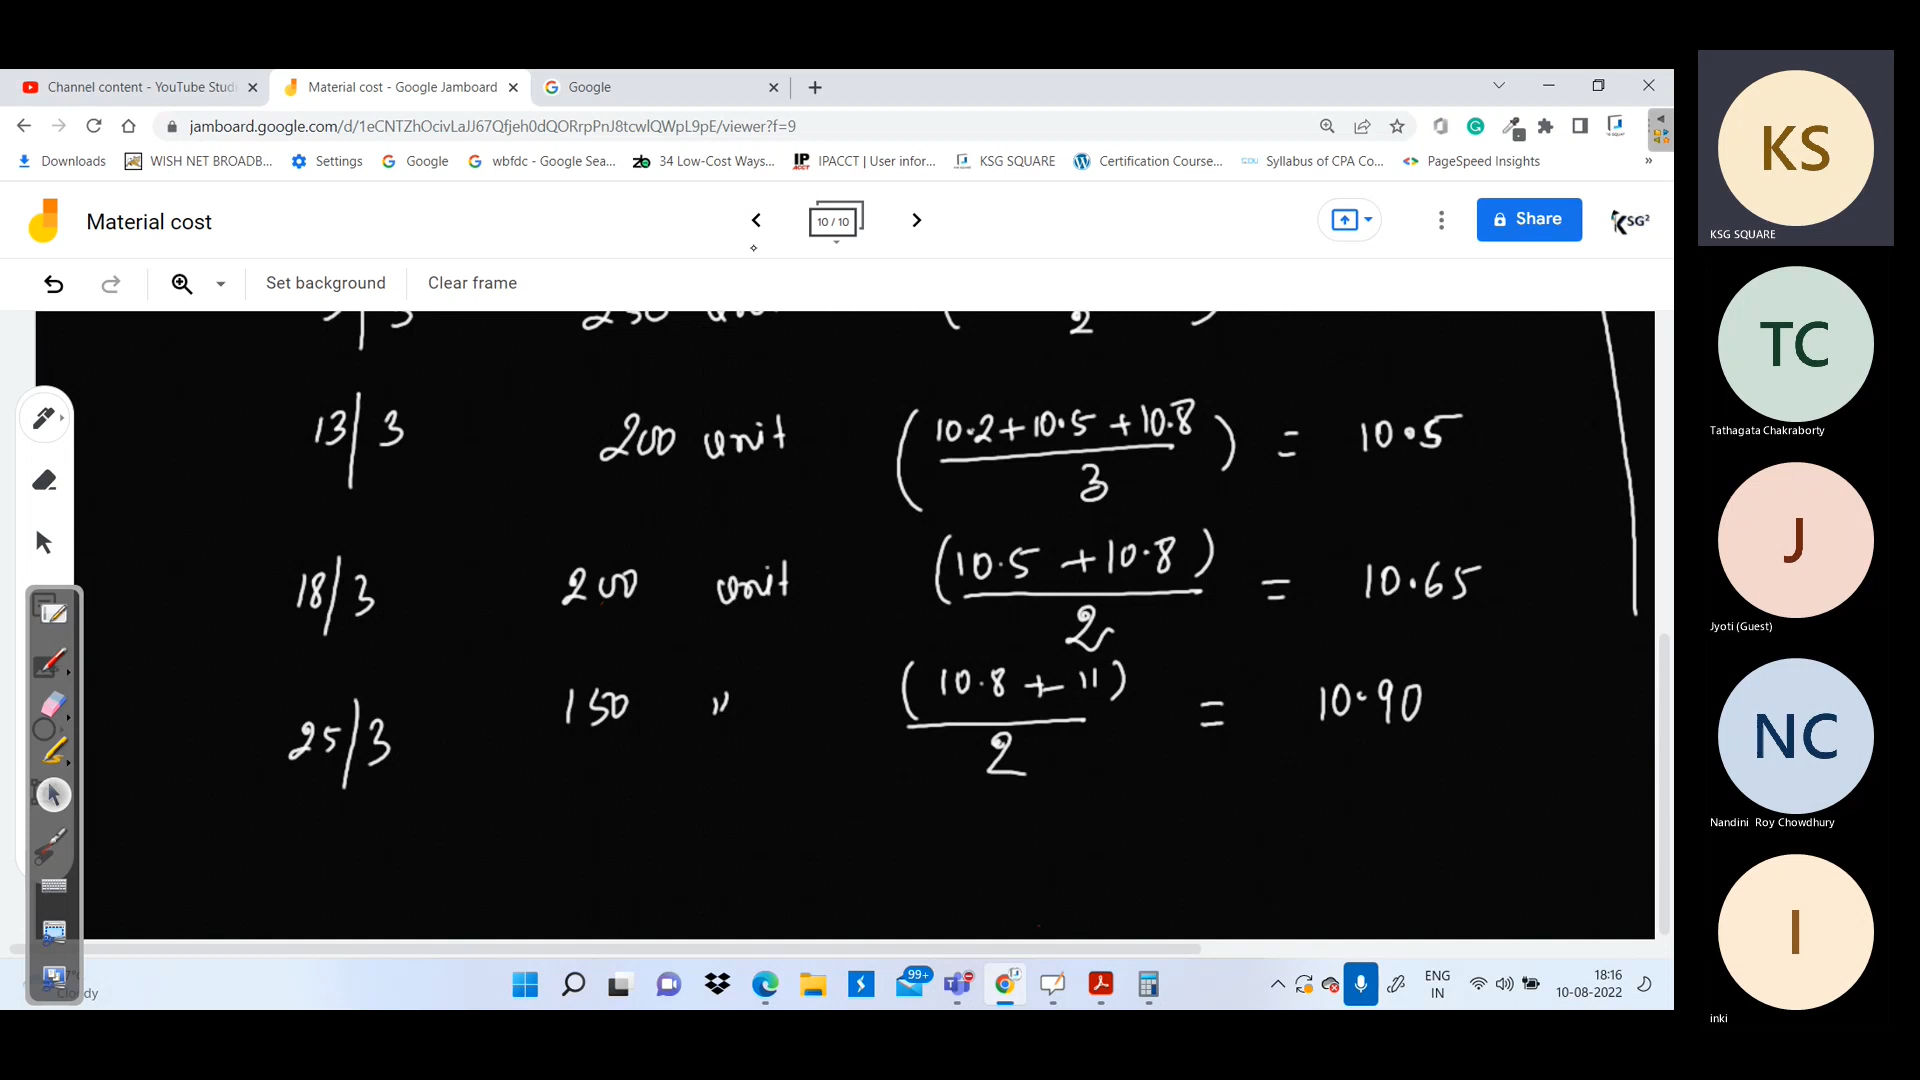 Channel content - YouTube Studi
Material cost - Google Jamboard
Google
jamboard.google.com/d/1eCNTZhOcivLaJJ67Qfjeh0dQORrpPnJ8tcwlQWpL9pE/viewer?f=9
Downloads WISH NET BROADB... Settings Google wbfdc - Google Sea... 34 Low-Cost Ways... IPACCT | User infor... KSG SQUARE Certification Course... Syllabus of CPA Co... PageSpeed Insights »
Material cost
10 / 10
Share
KSG²
Set background
Clear frame
2
13/3 200 unit (10.2+10.5+10.8 / 3) = 10.5
18/3 200 unit (10.5+10.8) / 2 = 10.65
25/3 150 " (10.8+11) / 2 = 10.90
Cloudy
99+
ENG
IN
18:16
10-08-2022
KS
KSG SQUARE
TC
Tathagata Chakraborty
J
Jyoti (Guest)
NC
Nandini Roy Chowdhury
I
inki